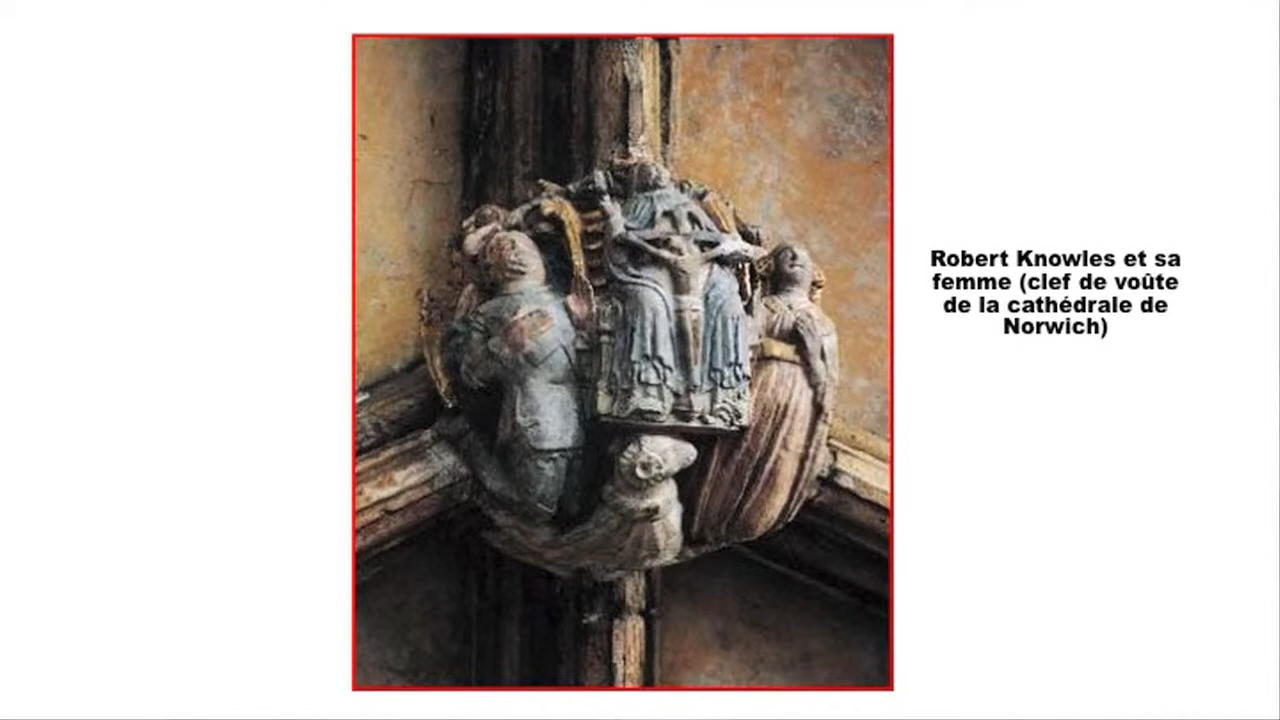 Robert Knowles et sa
femme (clef de voûte
de la cathédrale de
Norwich)